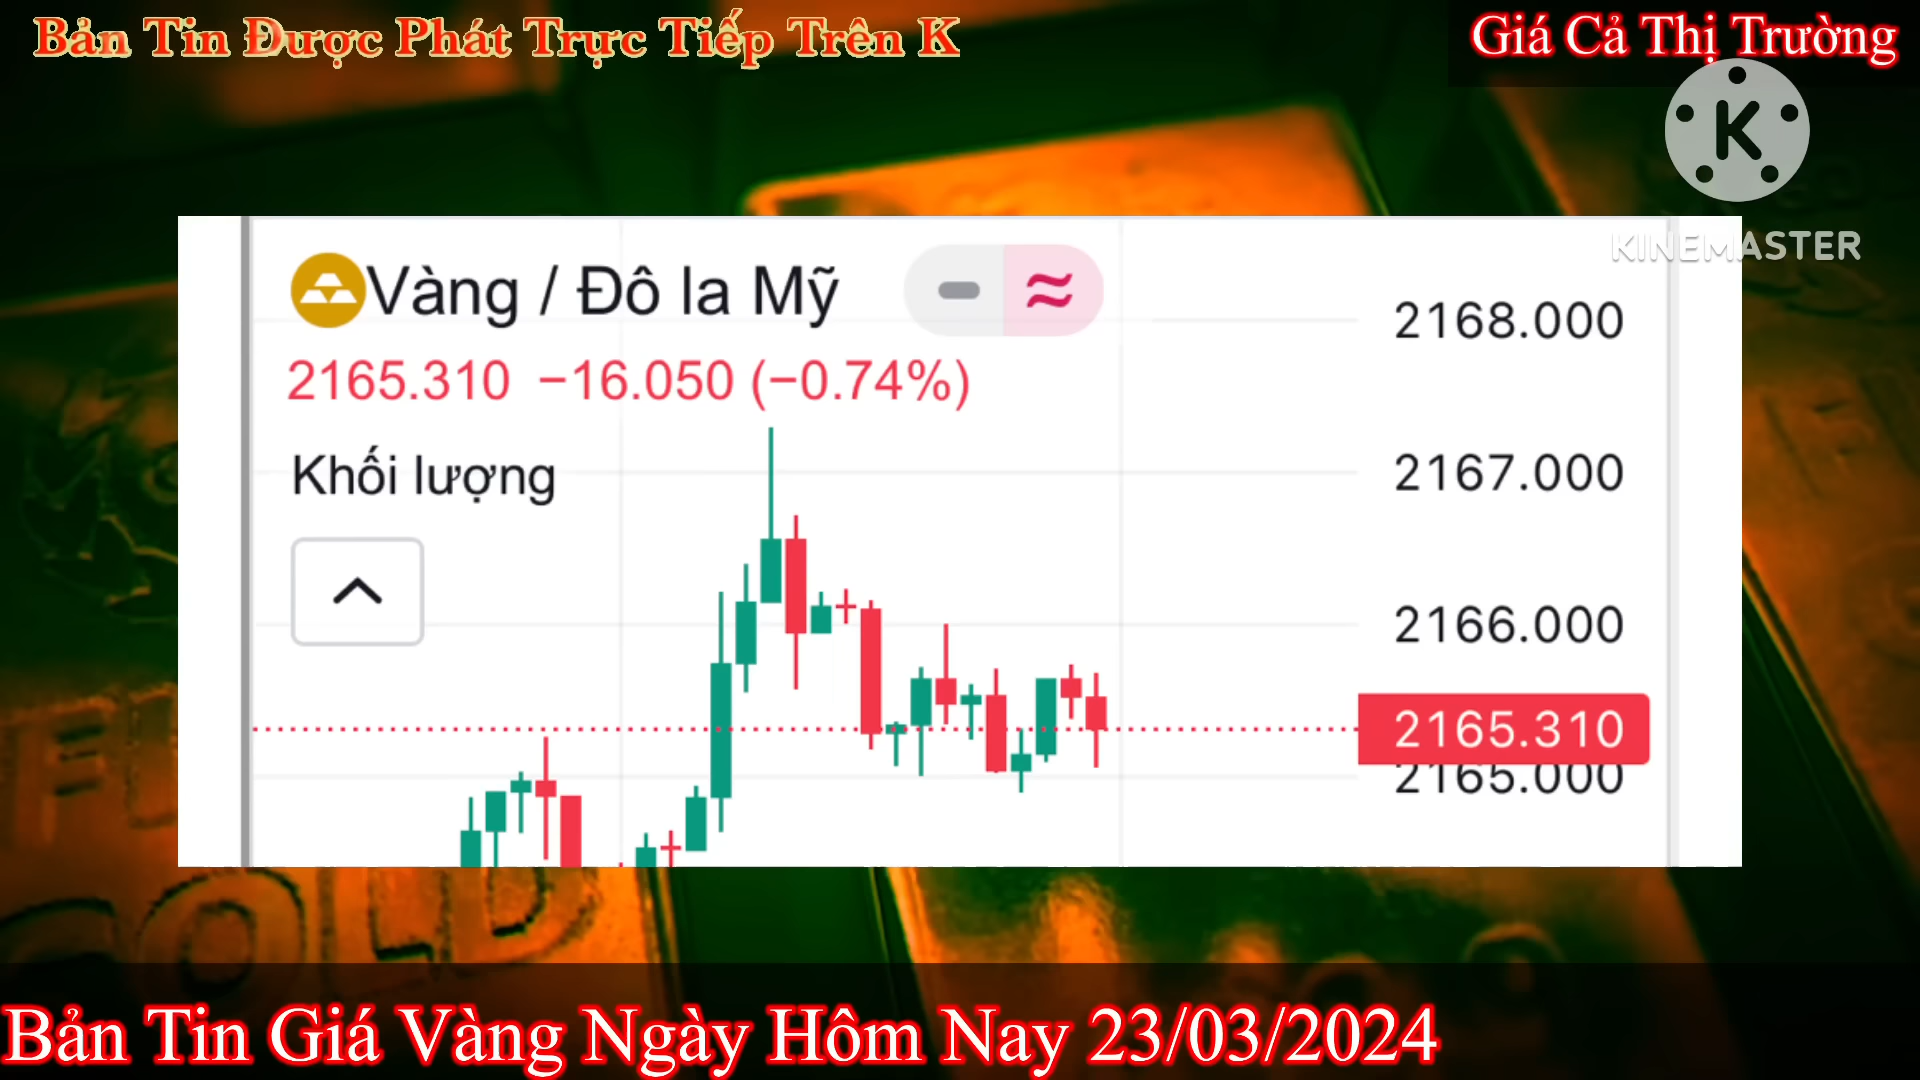 Bản Tin Được Phát Trực Tiếp Trên K
Giá Cả Thị Trường
K
KINEMASTER
Vàng / Đô la Mỹ
2165.310 −16.050 (−0.74%)
Khối lượng
2168.000
2167.000
2166.000
2165.310
2165.000
GOLD
Bản Tin Giá Vàng Ngày Hôm Nay 23/03/2024